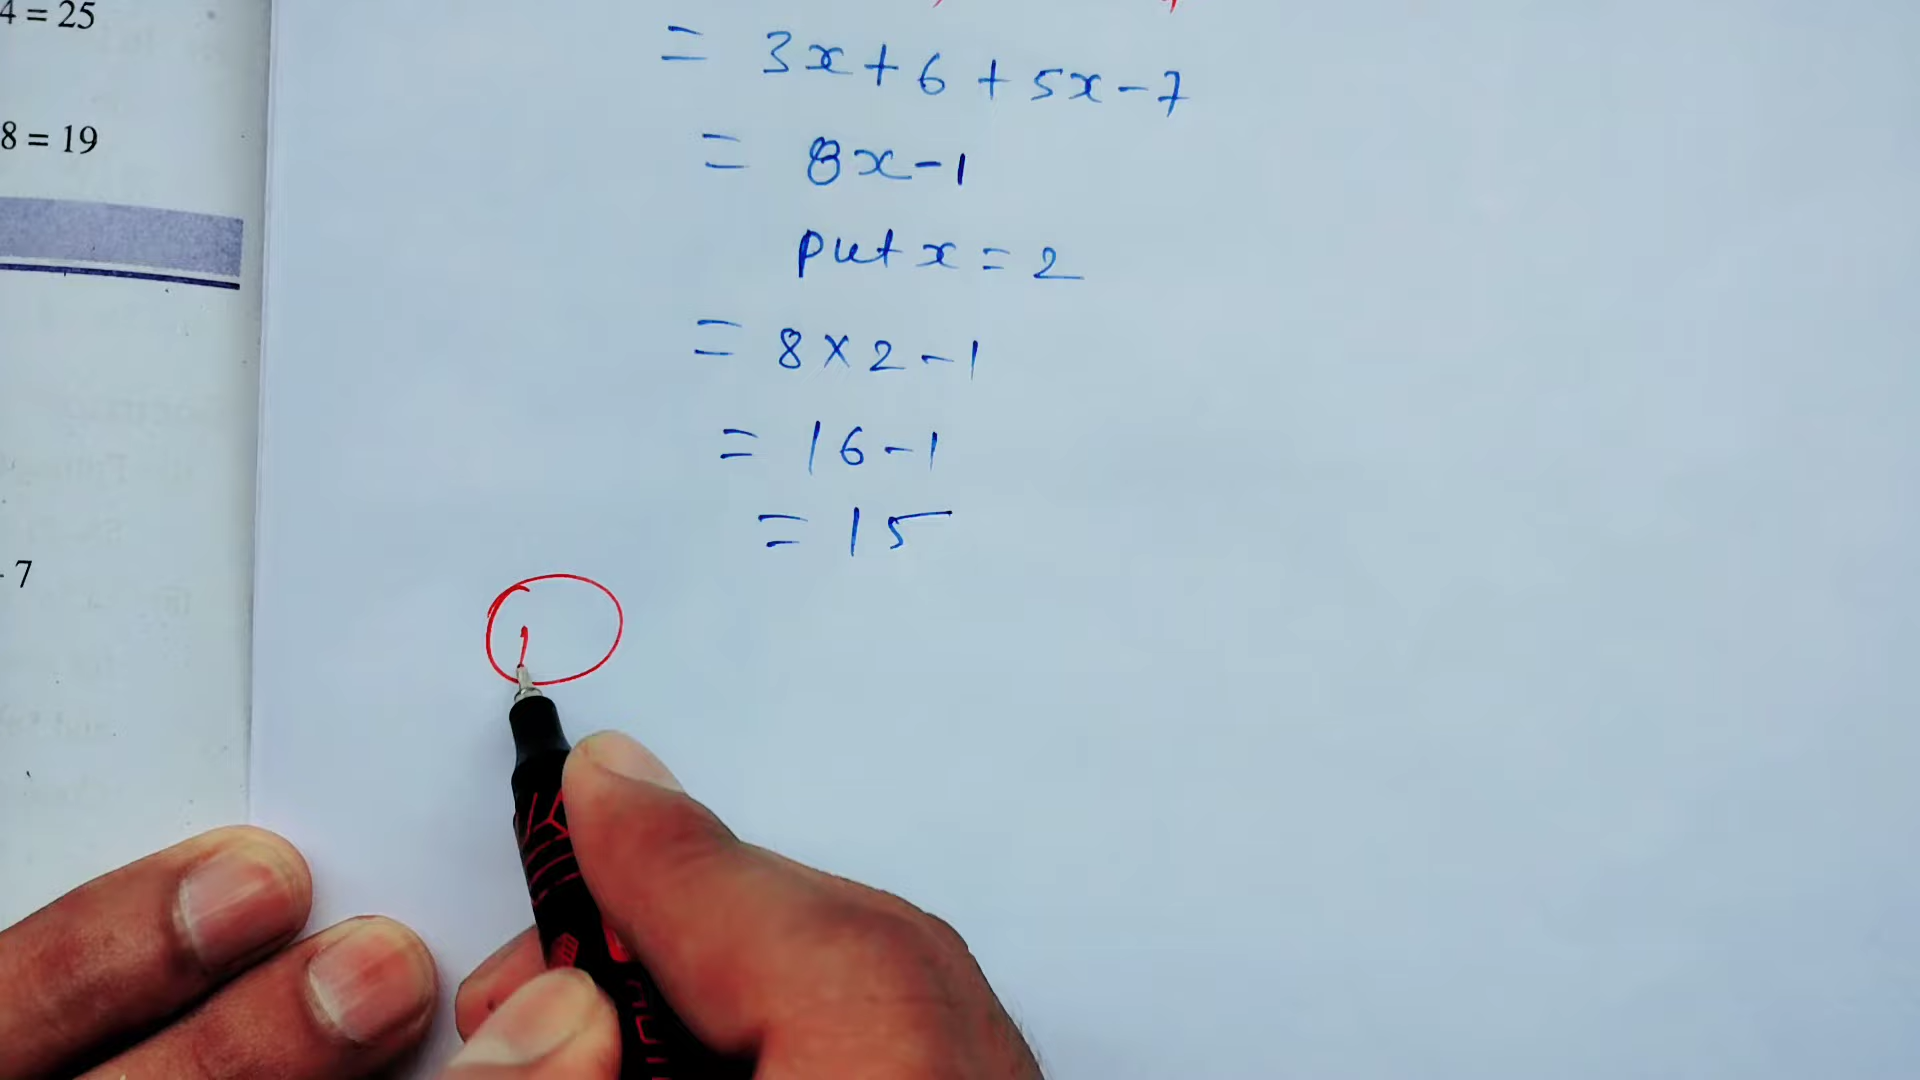 4 = 25
= 3x + 6 + 5x - 7
8 = 19
= 8x - 1
put x = 2
= 8 × 2 - 1
= 16 - 1
= 15
- 7